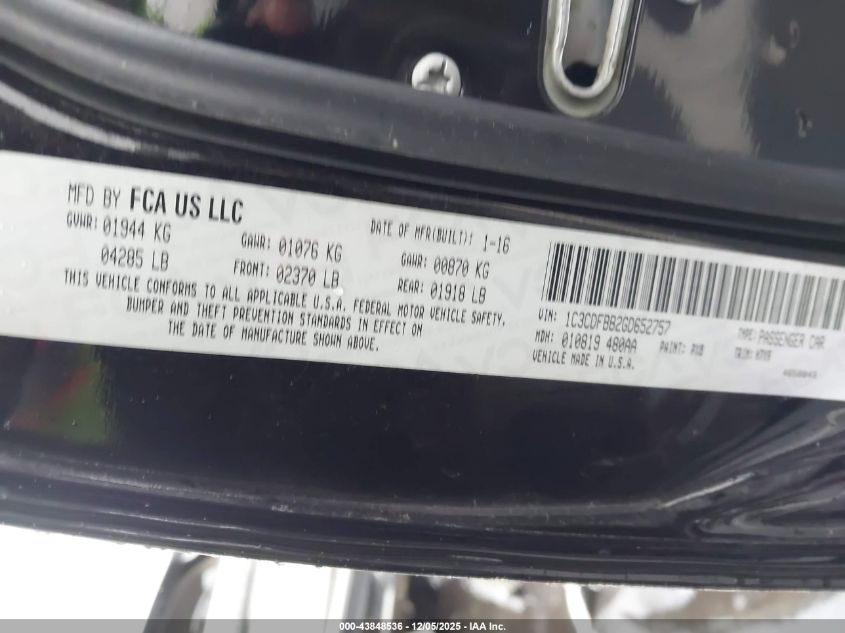 MFD BY FCA US LLC
DATE OF MFR(BUILT): 1-16
GVWR: 01944 KG
04285 LB
GAWR: 01076 KG
FRONT: 02370 LB
GAWR: 00870 KG
REAR: 01918 LB
THIS VEHICLE CONFORMS TO ALL APPLICABLE U.S.A. FEDERAL MOTOR VEHICLE SAFETY,
BUMPER AND THEFT PREVENTION STANDARDS IN EFFECT ON
THE DATE OF MANUFACTURE SHOWN ABOVE.
VIN: 1C3CDFBB2GD652757
TYPE: PASSENGER CAR
MDH: 010819 480AA
PAINT: PX8
VEHICLE MADE IN U.S.A.
000-43848536 - 12/05/2025 - IAA Inc.